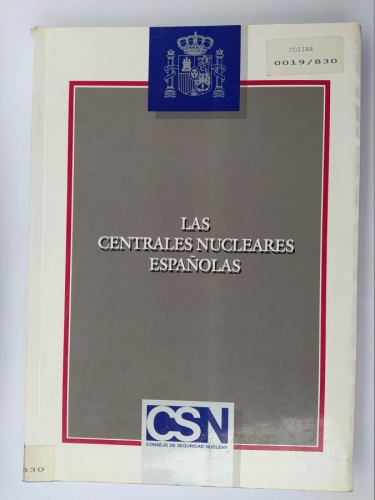 COIIAR
0019/830
LAS
CENTRALES NUCLEARES
ESPAÑOLAS
CSN
CONSEJO DE SEGURIDAD NUCLEAR
830